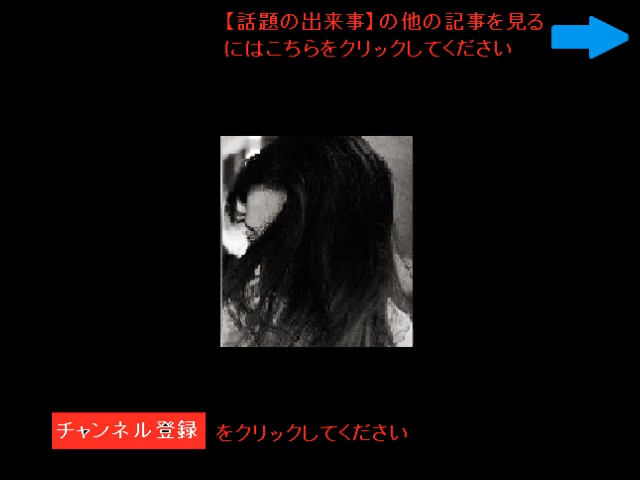 【話題の出来事】の他の記事を見る
にはこちらをクリックしてください
チャンネル登録 をクリックしてください